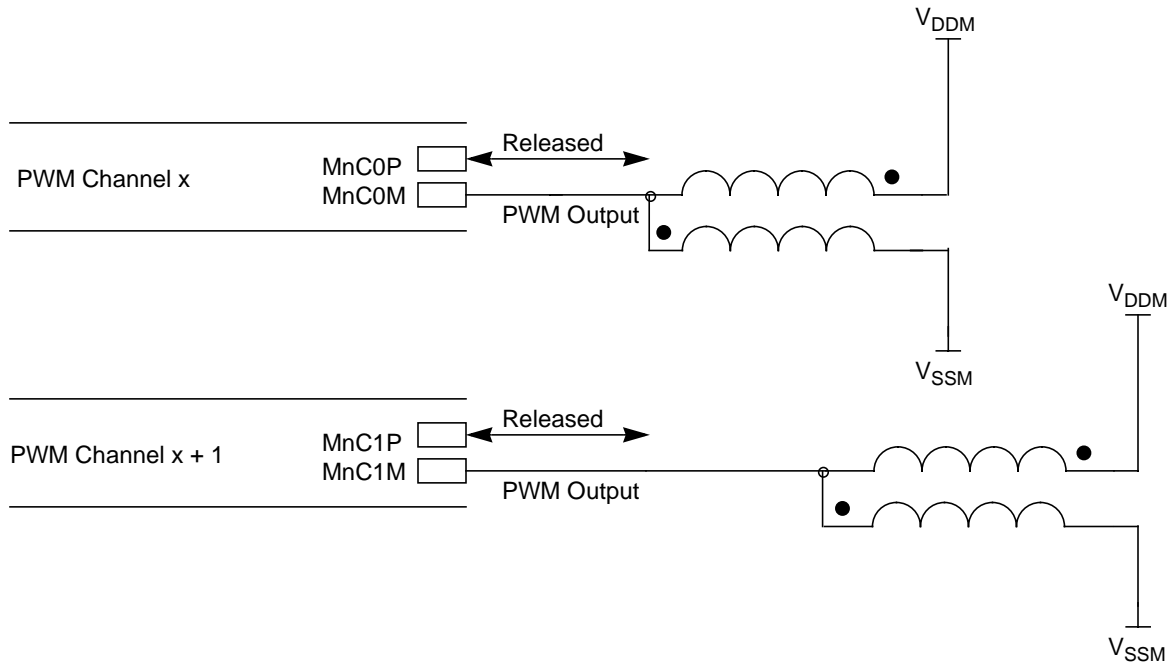 VDDM
Released
MnC0P
PWM Channel x
MnC0M
PWM Output
VDDM
VSSM
Released
MnC1P
PWM Channel x + 1
MnC1M
PWM Output
VSSM